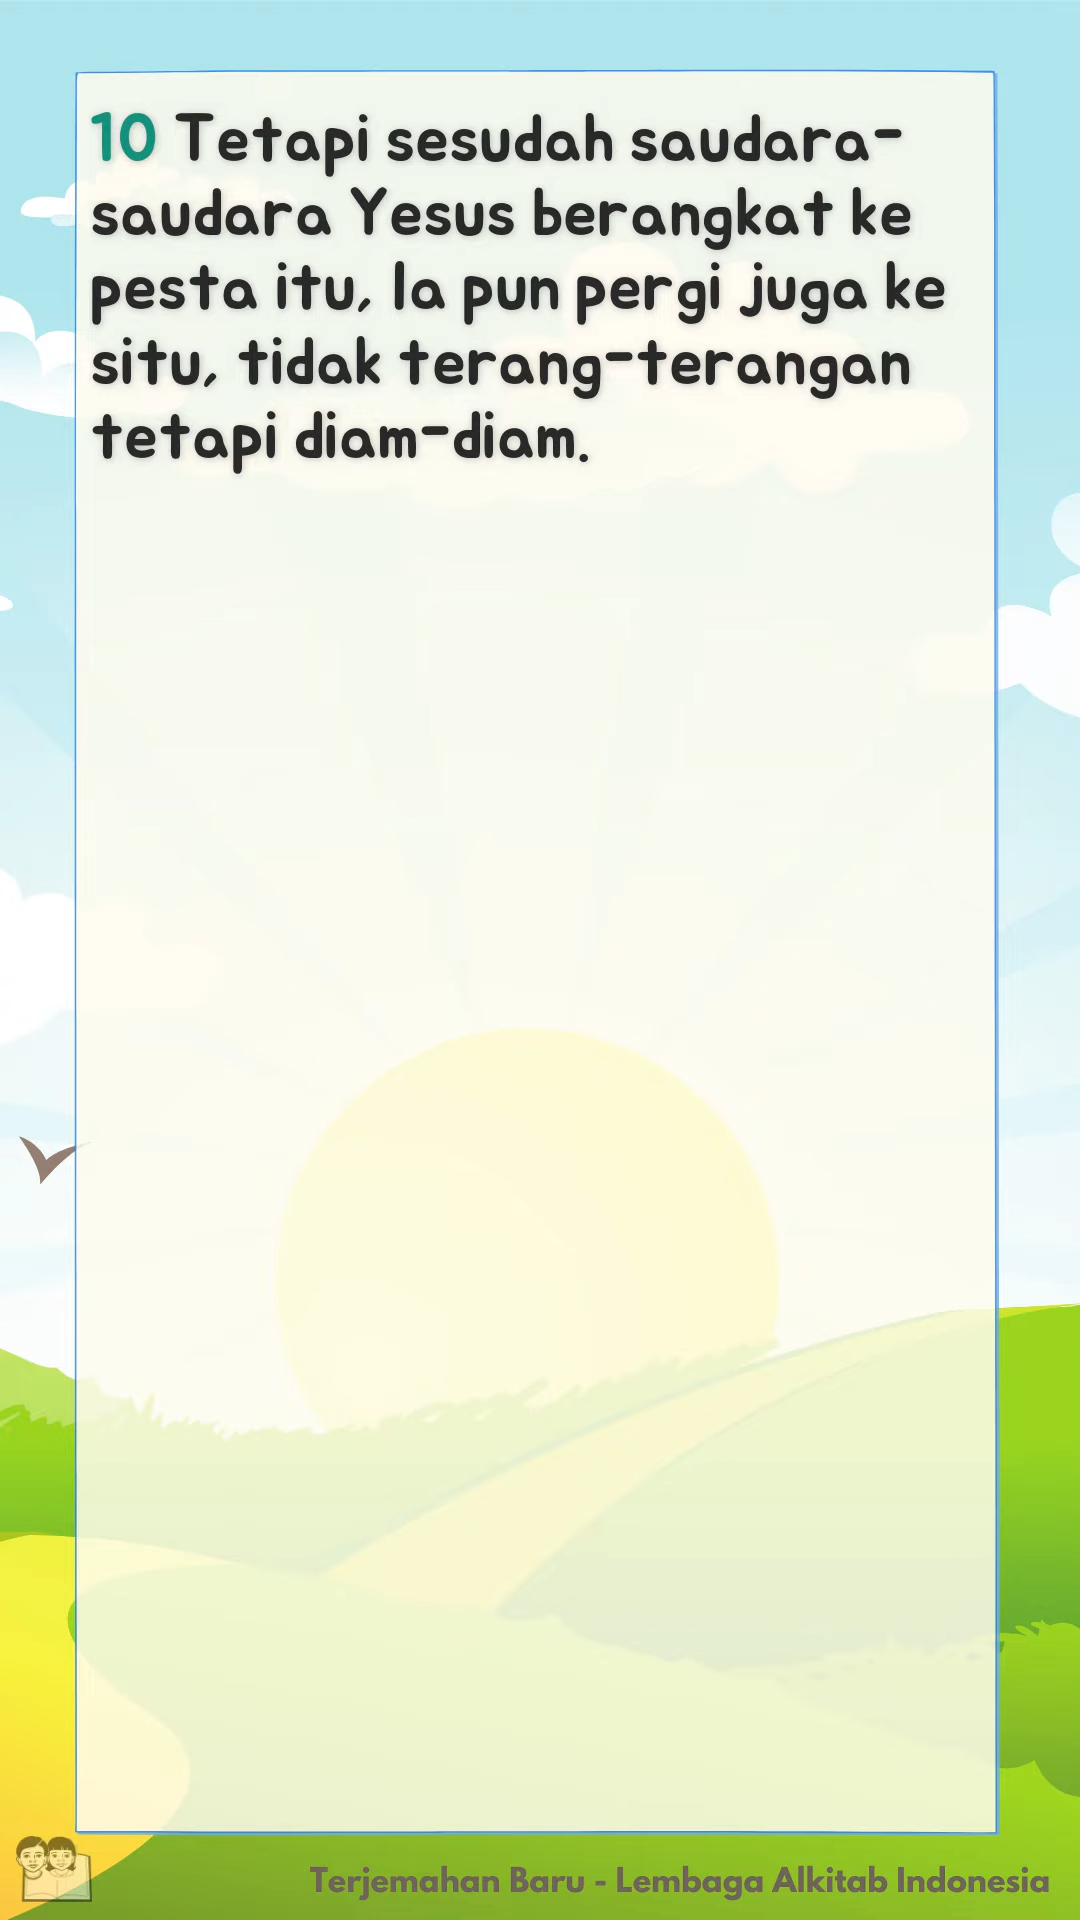 10 Tetapi sesudah saudara-
saudara Yesus berangkat ke
pesta itu, Ia pun pergi juga ke
situ, tidak terang-terangan
tetapi diam-diam.
Terjemahan Baru - Lembaga Alkitab Indonesia